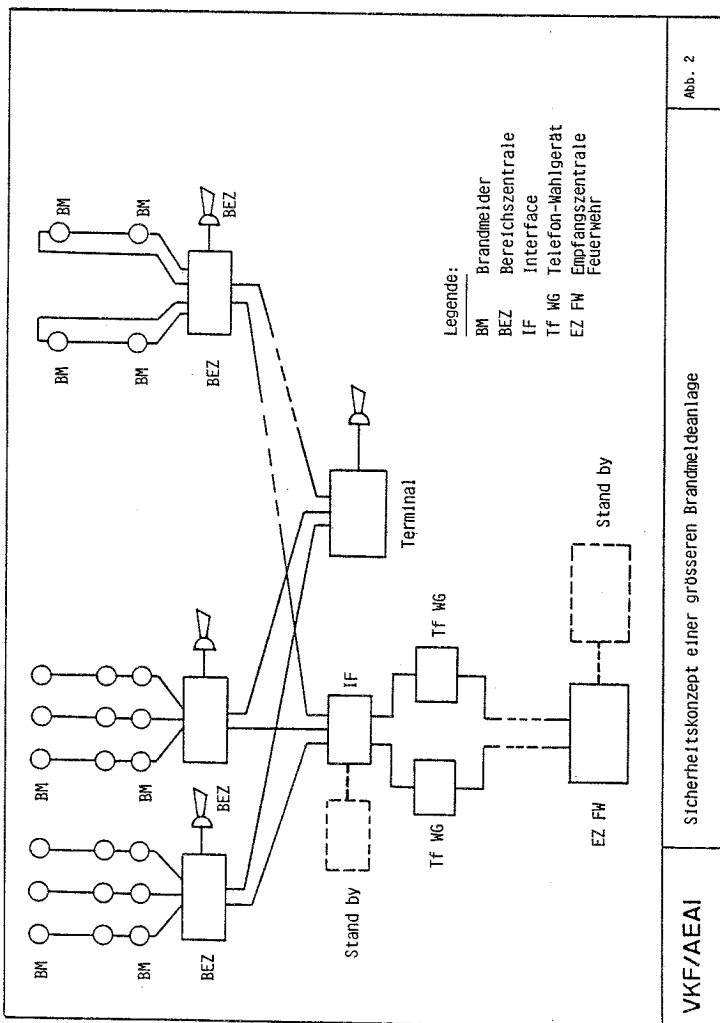 BM
BM
BEZ
BM
BM
BEZ
BM
BM
BM
BM
BEZ
BEZ
Stand by
IF
Terminal
Tf WG
Tf WG
EZ FW
Stand by
Legende:
BM Brandmelder
BEZ Bereichszentrale
IF Interface
Tf WG Telefon-Wahlgerät
EZ FW Empfangszentrale
Feuerwehr
VKF/AEAI
Sicherheitskonzept einer grösseren Brandmeldeanlage
Abb. 2